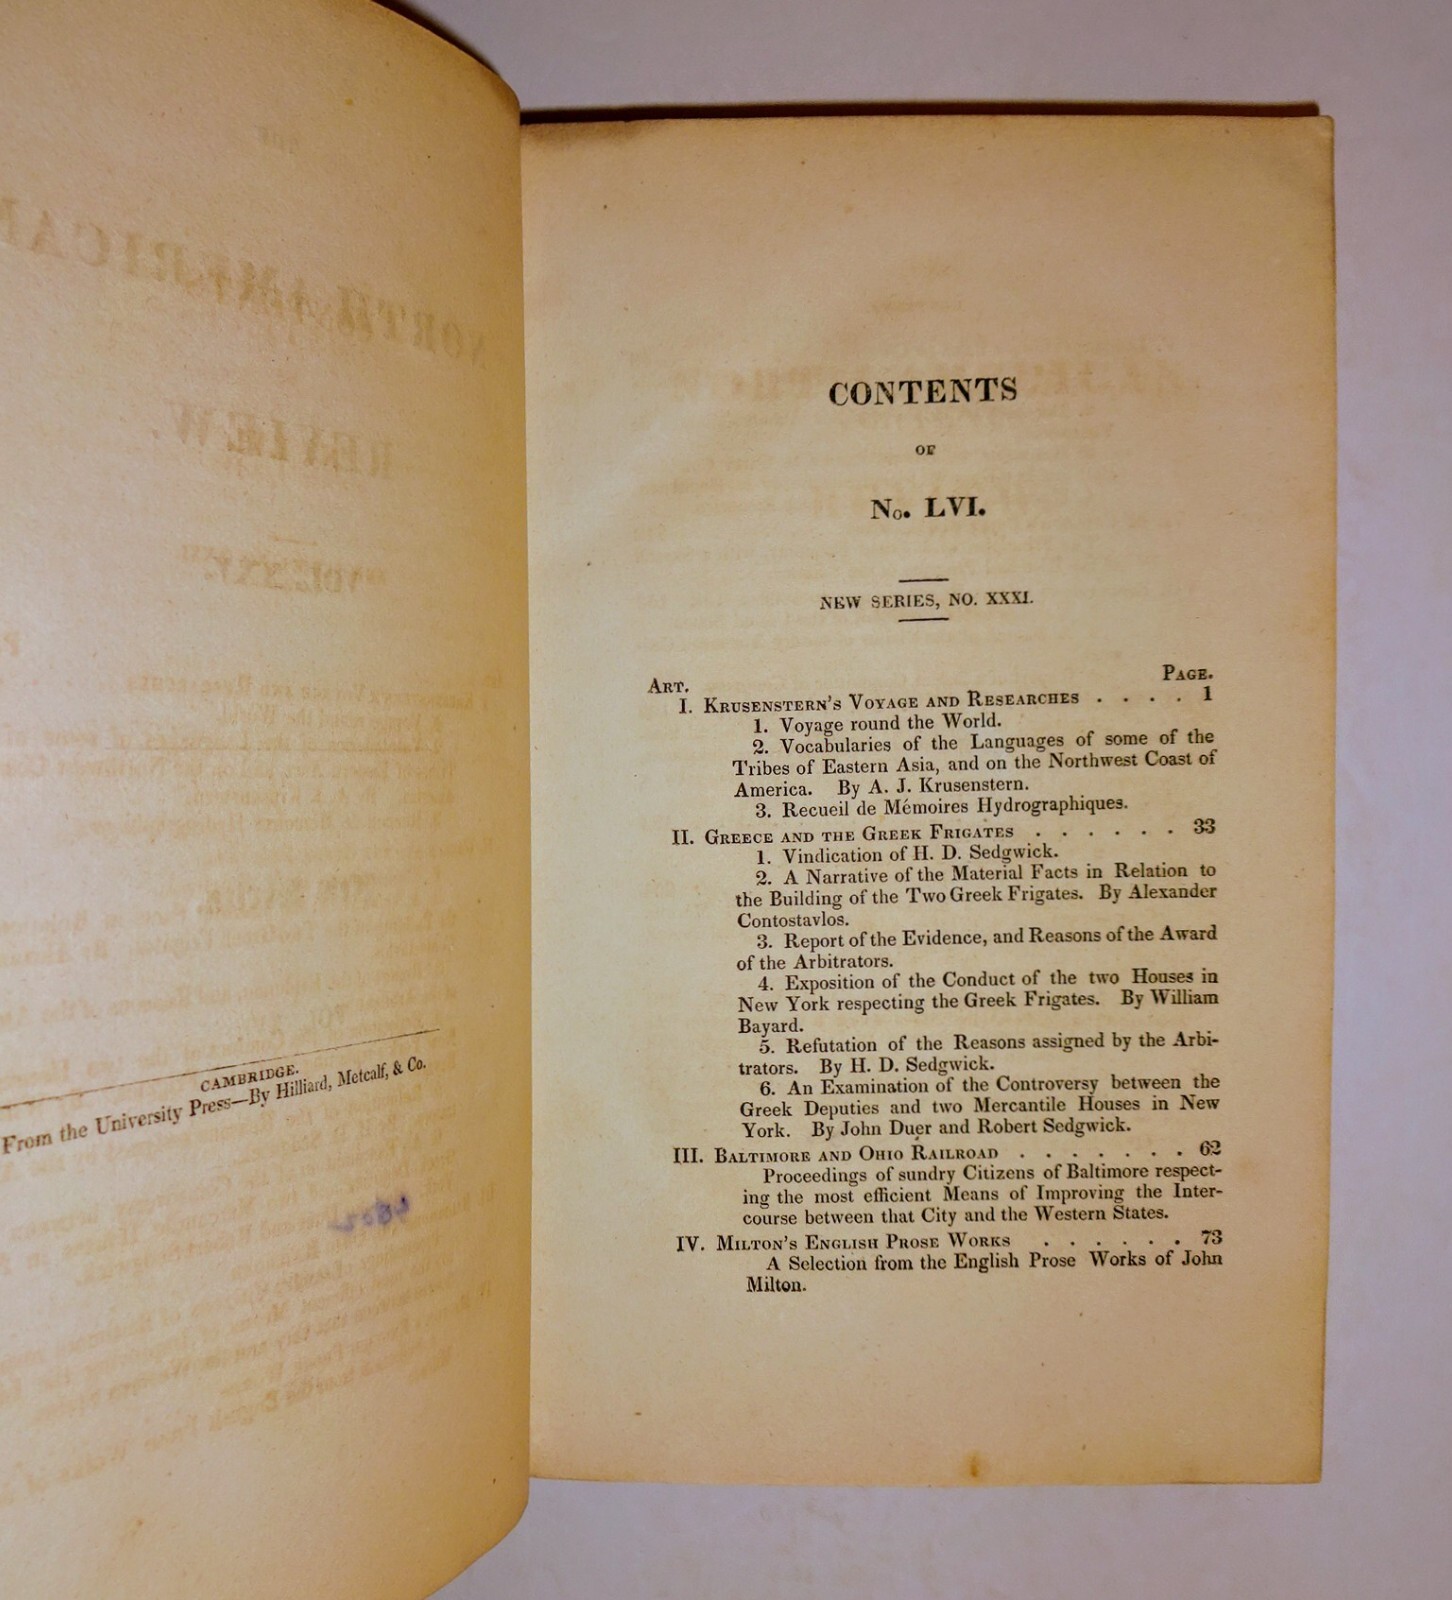 CAMBRIDGE.
From the University Press—By Hilliard, Metcalf, & Co.
CONTENTS
OF
No. LVI.
NEW SERIES, NO. XXXI.
ART. PAGE.
I. KRUSENSTERN'S VOYAGE AND RESEARCHES . . . . 1
1. Voyage round the World.
2. Vocabularies of the Languages of some of the
Tribes of Eastern Asia, and on the Northwest Coast of
America. By A. J. Krusenstern.
3. Recueil de Mémoires Hydrographiques.
II. GREECE AND THE GREEK FRIGATES . . . . . . 33
1. Vindication of H. D. Sedgwick.
2. A Narrative of the Material Facts in Relation to
the Building of the Two Greek Frigates. By Alexander
Contostavlos.
3. Report of the Evidence, and Reasons of the Award
of the Arbitrators.
4. Exposition of the Conduct of the two Houses in
New York respecting the Greek Frigates. By William
Bayard.
5. Refutation of the Reasons assigned by the Arbi-
trators. By H. D. Sedgwick.
6. An Examination of the Controversy between the
Greek Deputies and two Mercantile Houses in New
York. By John Duer and Robert Sedgwick.
III. BALTIMORE AND OHIO RAILROAD . . . . . . . 62
Proceedings of sundry Citizens of Baltimore respect-
ing the most efficient Means of Improving the Inter-
course between that City and the Western States.
IV. MILTON'S ENGLISH PROSE WORKS . . . . . . 73
A Selection from the English Prose Works of John
Milton.